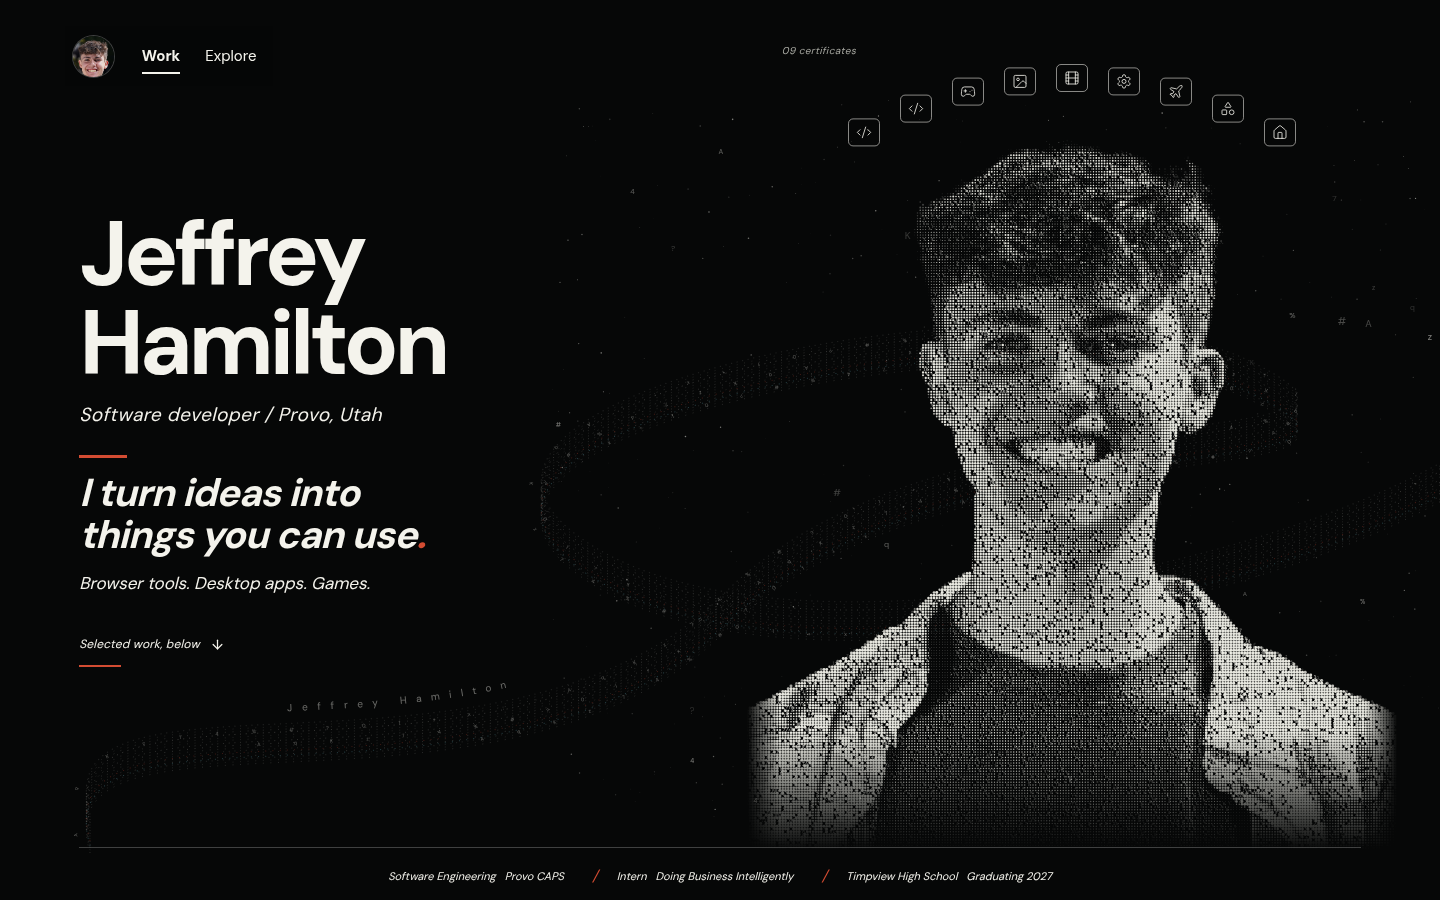 Work Explore
09 certificates
Jeffrey
Hamilton
Software developer / Provo, Utah
I turn ideas into
things you can use.
Browser tools. Desktop apps. Games.
Selected work, below
Jeffrey Hamilton
Software Engineering Provo CAPS / Intern Doing Business Intelligently / Timpview High School Graduating 2027